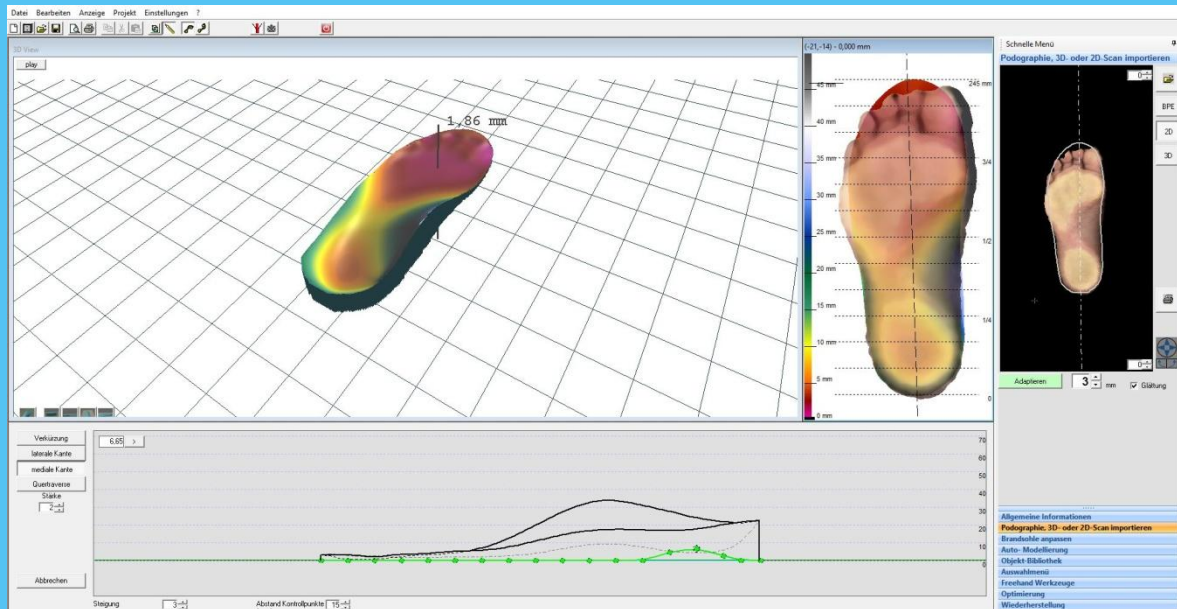 Datei Bearbeiten Anzeige Projekt Einstellungen ?
3D View
play
1,86 mm
(-21,-14) - 0,000 mm
45 mm
40 mm
35 mm
30 mm
25 mm
20 mm
15 mm
10 mm
5 mm
0 mm
245 mm
3/4
1/2
1/4
0
Schnelle Menü
Podographie, 3D- oder 2D-Scan importieren
0
BPE
2D
3D
0
Adaptieren 3 mm Glättung
Verkürzung
laterale Kante
mediale Kante
Quertraverse
Stärke
2
Abbrechen
6.65 >
70
60
50
40
30
20
10
0
Steigung 3 Abstand Kontrollpunkte 15
Allgemeine Informationen
Podographie, 3D- oder 2D-Scan importieren
Brandsohle anpassen
Auto- Modellierung
Objekt-Bibliothek
Auswahlmenü
Freehand Werkzeuge
Optimierung
Wiederherstellung